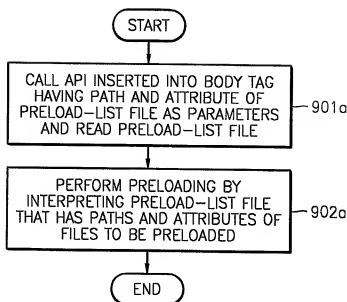 START
CALL API INSERTED INTO BODY TAG
HAVING PATH AND ATTRIBUTE OF
PRELOAD-LIST FILE AS PARAMETERS
AND READ PRELOAD-LIST FILE
901a
PERFORM PRELOADING BY
INTERPRETING PRELOAD-LIST FILE
THAT HAS PATHS AND ATTRIBUTES OF
FILES TO BE PRELOADED
902a
END